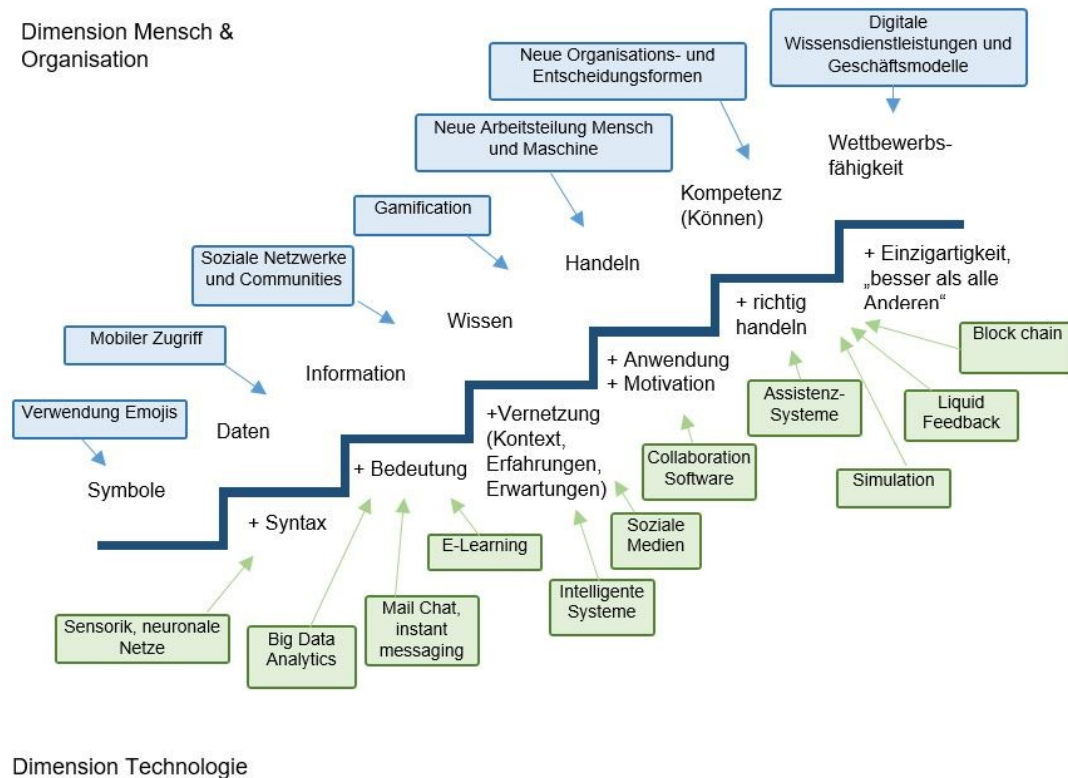 Dimension Mensch &
Organisation
Digitale
Wissensdienstleistungen und
Geschäftsmodelle
Neue Organisations- und
Entscheidungsformen
Neue Arbeitsteilung Mensch
und Maschine
Gamification
Soziale Netzwerke
und Communities
Mobiler Zugriff
Verwendung Emojis
Wettbewerbs-
fähigkeit
Kompetenz
(Können)
Handeln
Wissen
Information
Daten
Symbole
+ Einzigartigkeit,
„besser als alle
Anderen“
+ richtig
handeln
+ Anwendung
+ Motivation
+Vernetzung
(Kontext,
Erfahrungen,
Erwartungen)
+ Bedeutung
+ Syntax
Block chain
Liquid
Feedback
Simulation
Assistenz-
Systeme
Collaboration
Software
Soziale
Medien
Intelligente
Systeme
E-Learning
Mail Chat,
instant
messaging
Big Data
Analytics
Sensorik, neuronale
Netze
Dimension Technologie